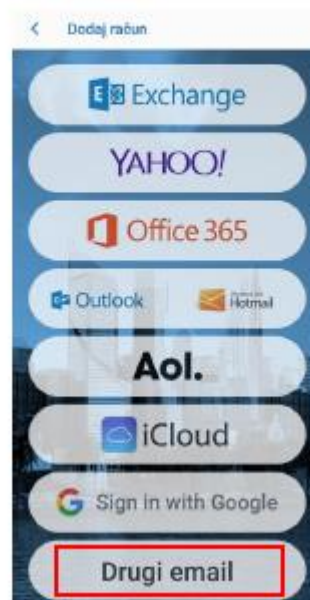 Dodaj račun
Exchange
YAHOO!
Office 365
Outlook Hotmail
Aol.
iCloud
Sign in with Google
Drugi email